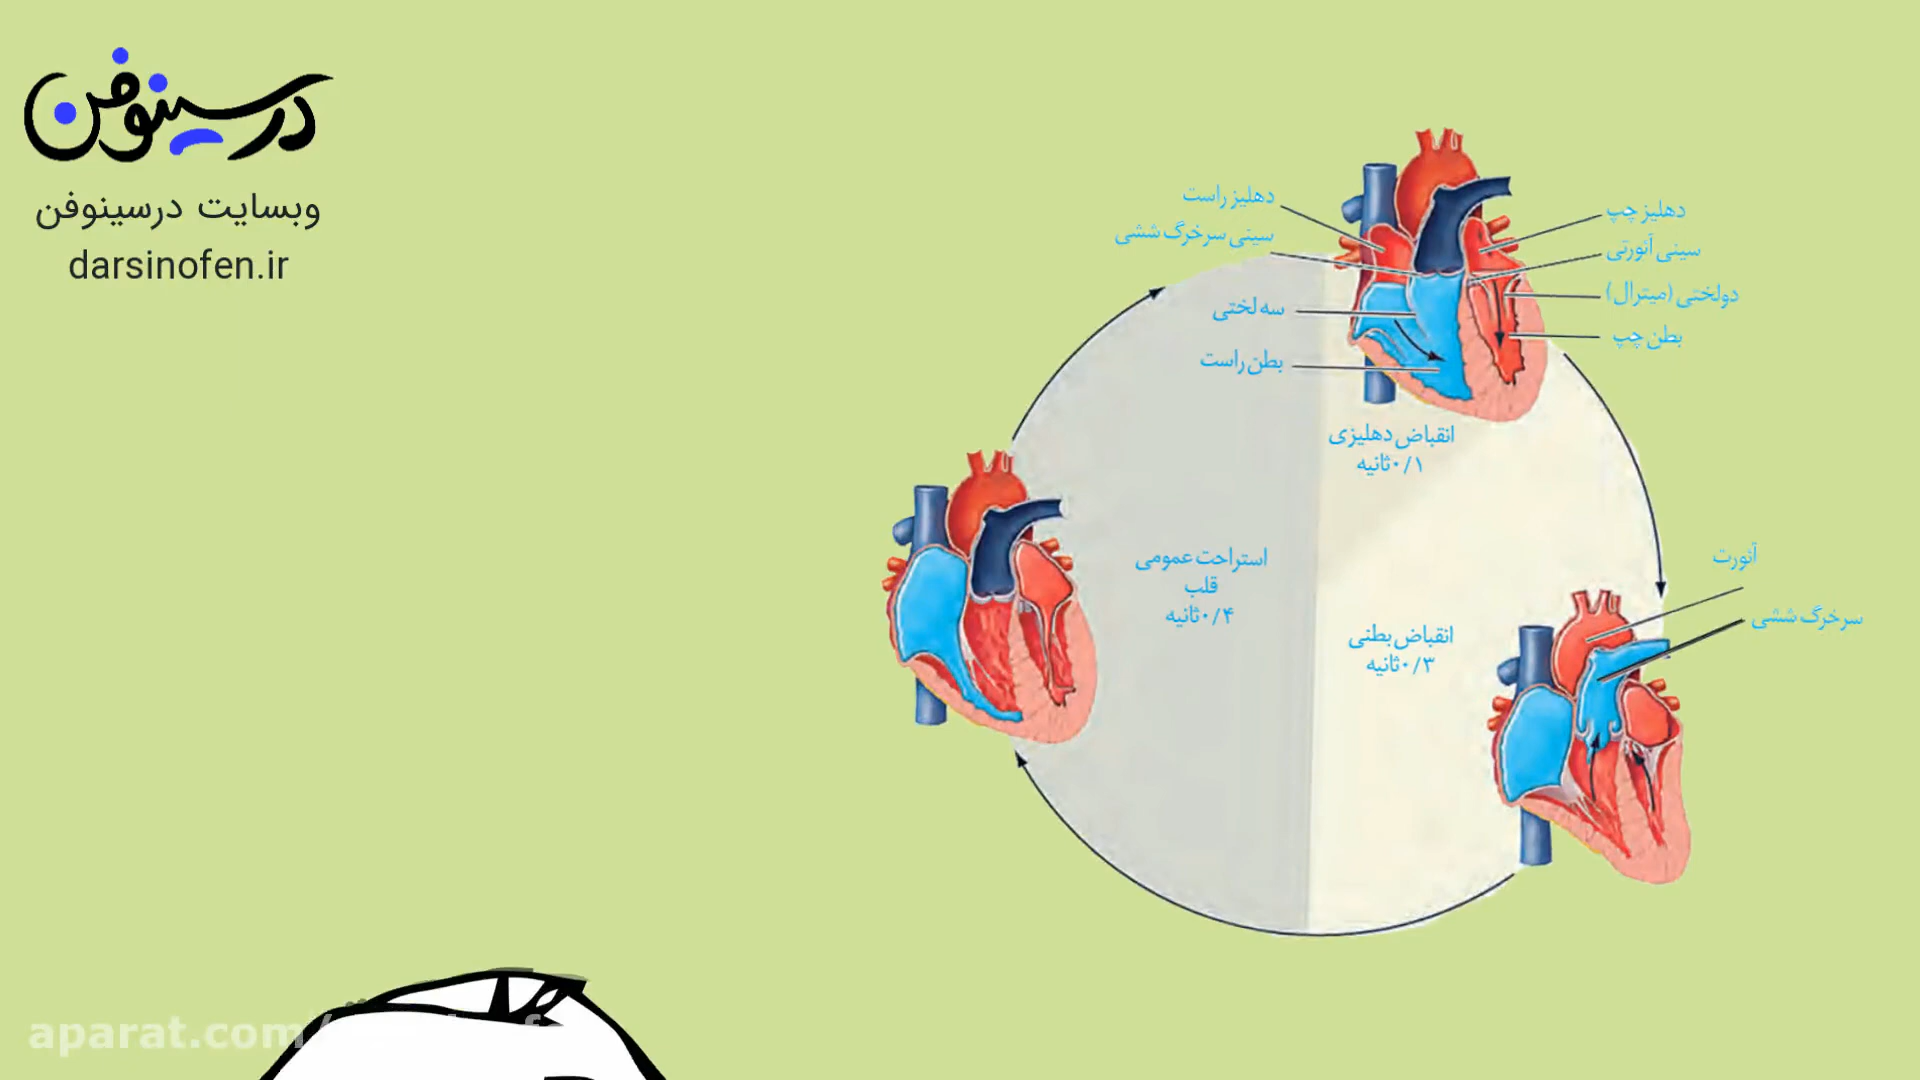 درسینوفن
وبسایت درسینوفن
darsinofen.ir
دهلیز راست
سینی سرخرگ ششی
سه لختی
بطن راست
دهلیز چپ
سینی آئورتی
دولختی (میترال)
بطن چپ
انقباض دهلیزی
۰/۱ ثانیه
استراحت عمومی
قلب
۰/۴ ثانیه
انقباض بطنی
۰/۳ ثانیه
آئورت
سرخرگ ششی
aparat.com/